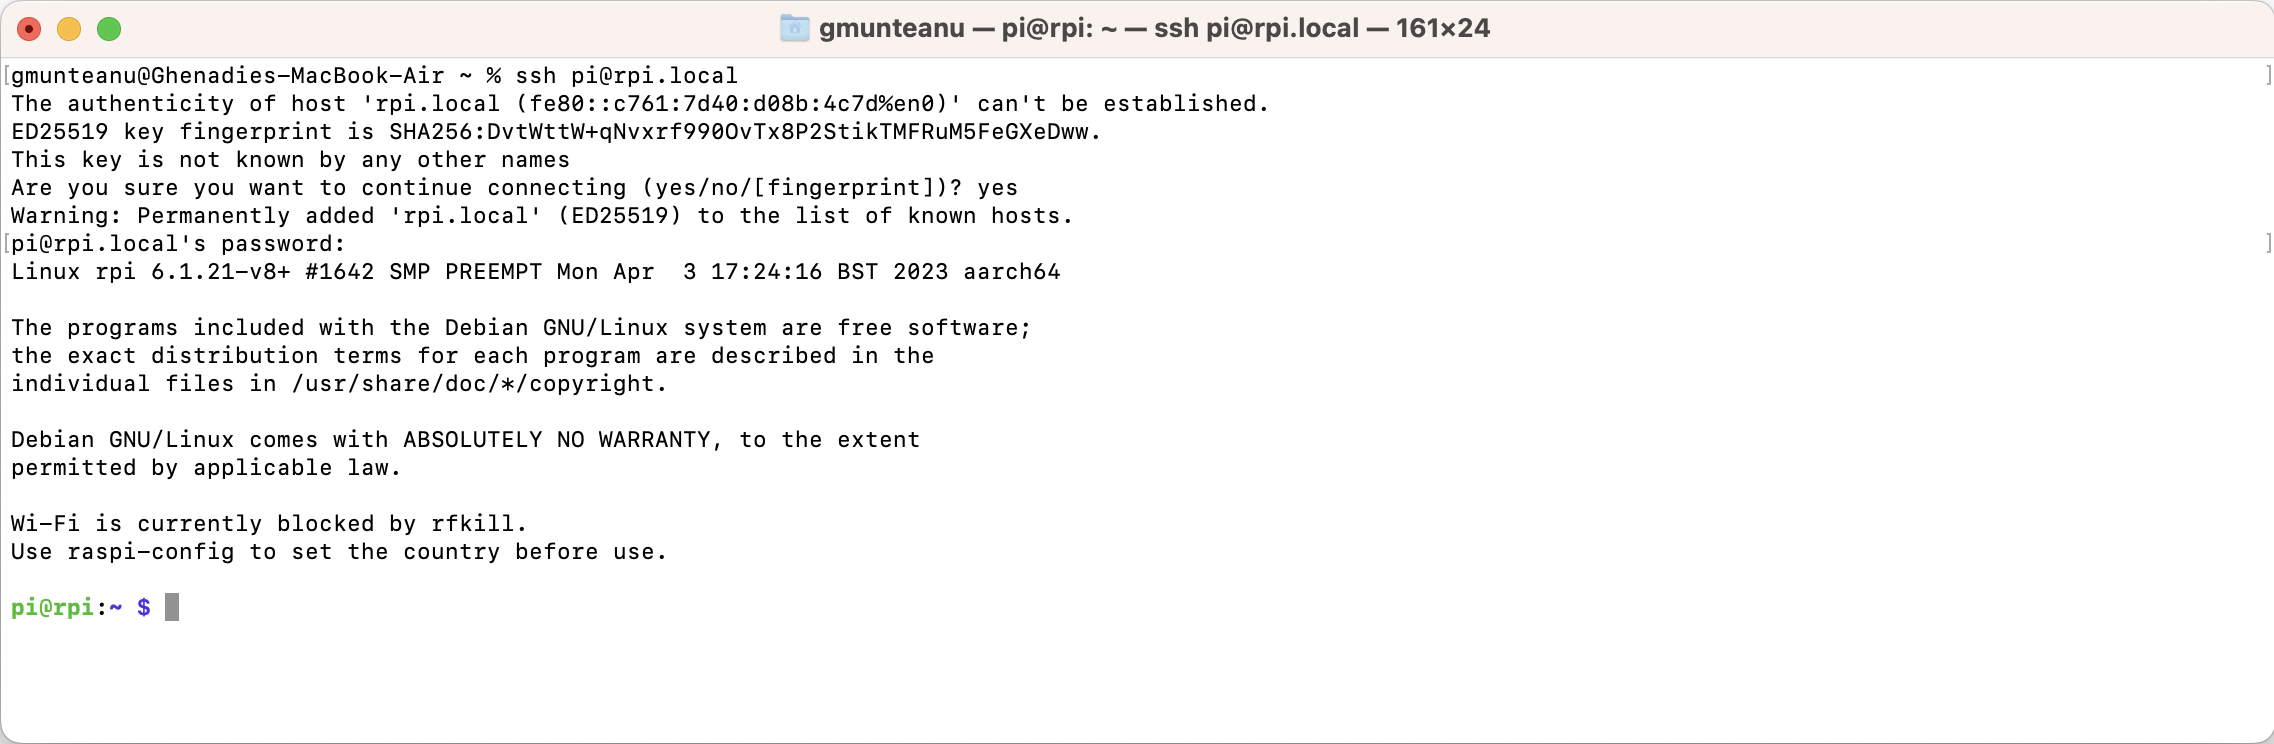 gmunteanu — pi@rpi: ~ — ssh pi@rpi.local — 161×24
[gmunteanu@Ghenadies-MacBook-Air ~ % ssh pi@rpi.local ]
The authenticity of host 'rpi.local (fe80::c761:7d40:d08b:4c7d%en0)' can't be established.
ED25519 key fingerprint is SHA256:DvtWttW+qNvxrf990OvTx8P2StikTMFRuM5FeGXeDww.
This key is not known by any other names
Are you sure you want to continue connecting (yes/no/[fingerprint])? yes
Warning: Permanently added 'rpi.local' (ED25519) to the list of known hosts.
[pi@rpi.local's password: ]
Linux rpi 6.1.21-v8+ #1642 SMP PREEMPT Mon Apr  3 17:24:16 BST 2023 aarch64
The programs included with the Debian GNU/Linux system are free software;
the exact distribution terms for each program are described in the
individual files in /usr/share/doc/*/copyright.
Debian GNU/Linux comes with ABSOLUTELY NO WARRANTY, to the extent
permitted by applicable law.
Wi-Fi is currently blocked by rfkill.
Use raspi-config to set the country before use.
pi@rpi:~ $